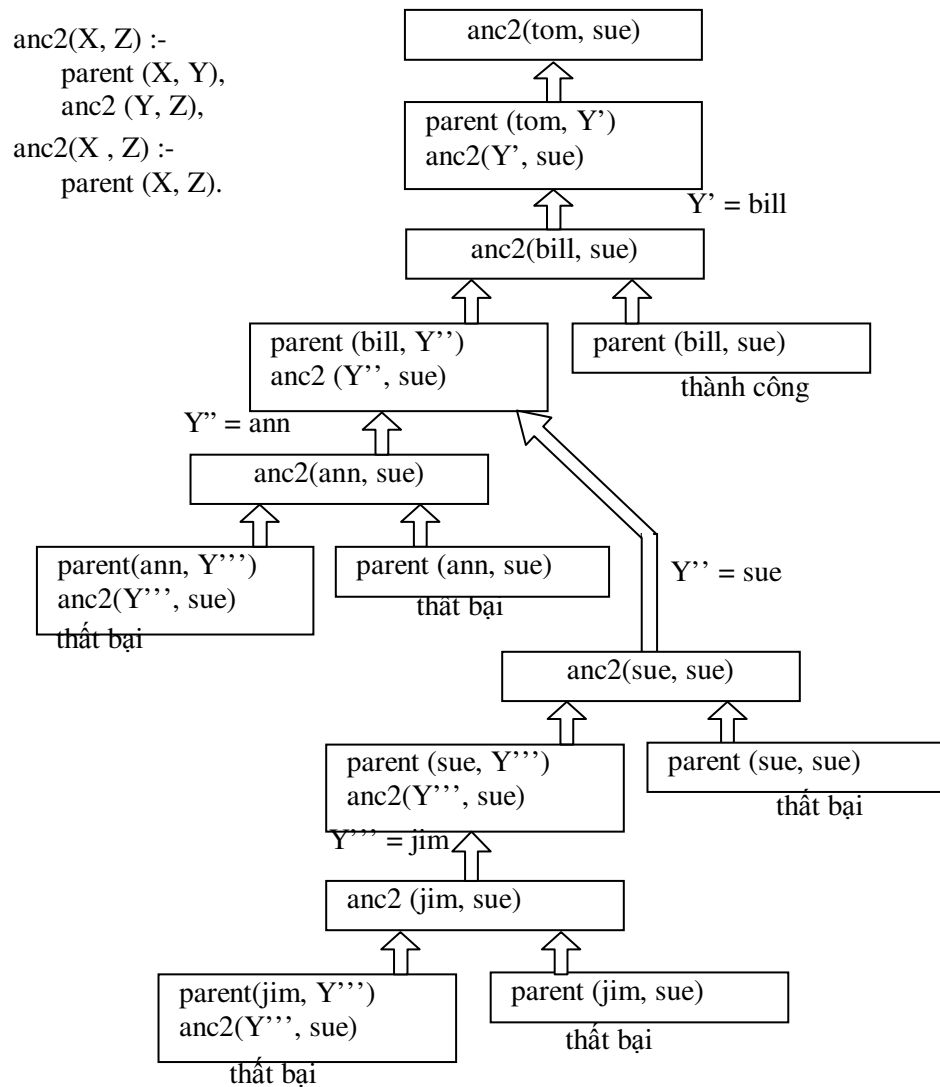 anc2(X, Z) :-
parent (X, Y),
anc2 (Y, Z),
anc2(X , Z) :-
parent (X, Z).
anc2(tom, sue)
parent (tom, Y’)
anc2(Y’, sue)
Y’ = bill
anc2(bill, sue)
parent (bill, Y’’)
anc2 (Y’’, sue)
parent (bill, sue)
thành công
Y” = ann
anc2(ann, sue)
parent(ann, Y’’’)
anc2(Y’’’, sue)
thất bại
parent (ann, sue)
thất bại
Y’’ = sue
anc2(sue, sue)
parent (sue, Y’’’)
anc2(Y’’’, sue)
parent (sue, sue)
thất bại
Y’’’ = jim
anc2 (jim, sue)
parent(jim, Y’’’)
anc2(Y’’’, sue)
thất bại
parent (jim, sue)
thất bại